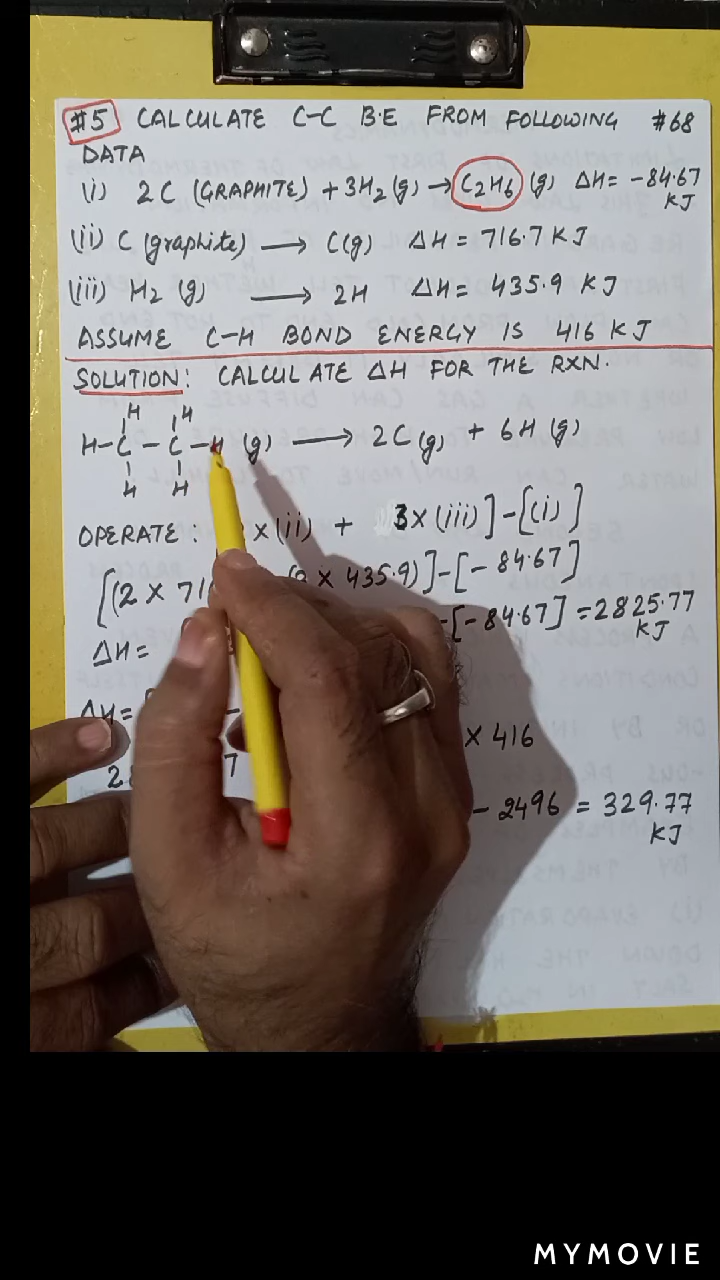 #5 CALCULATE C-C B.E FROM FOLLOWING #68
DATA
(i) 2C (GRAPHITE) + 3H₂(g) → C₂H₆ (g) ΔH = -84.67
KJ
(ii) C (graphite) → C(g) ΔH = 716.7 KJ
(iii) H₂ (g) → 2H ΔH = 435.9 KJ
ASSUME C-H BOND ENERGY IS 416 KJ
SOLUTION: CALCULATE ΔH FOR THE RXN.
H H
H-C-C-H (g) → 2C(g) + 6H(g)
H H
OPERATE : x(ii) + 3x(iii)] - [(i)]
[(2 x 71 x 435.9)] - [-84.67]
ΔH = -[-84.67] = 2825.77
KJ
ΔH = x 416
2 7 - 2496 = 329.77
KJ
MYMOVIE